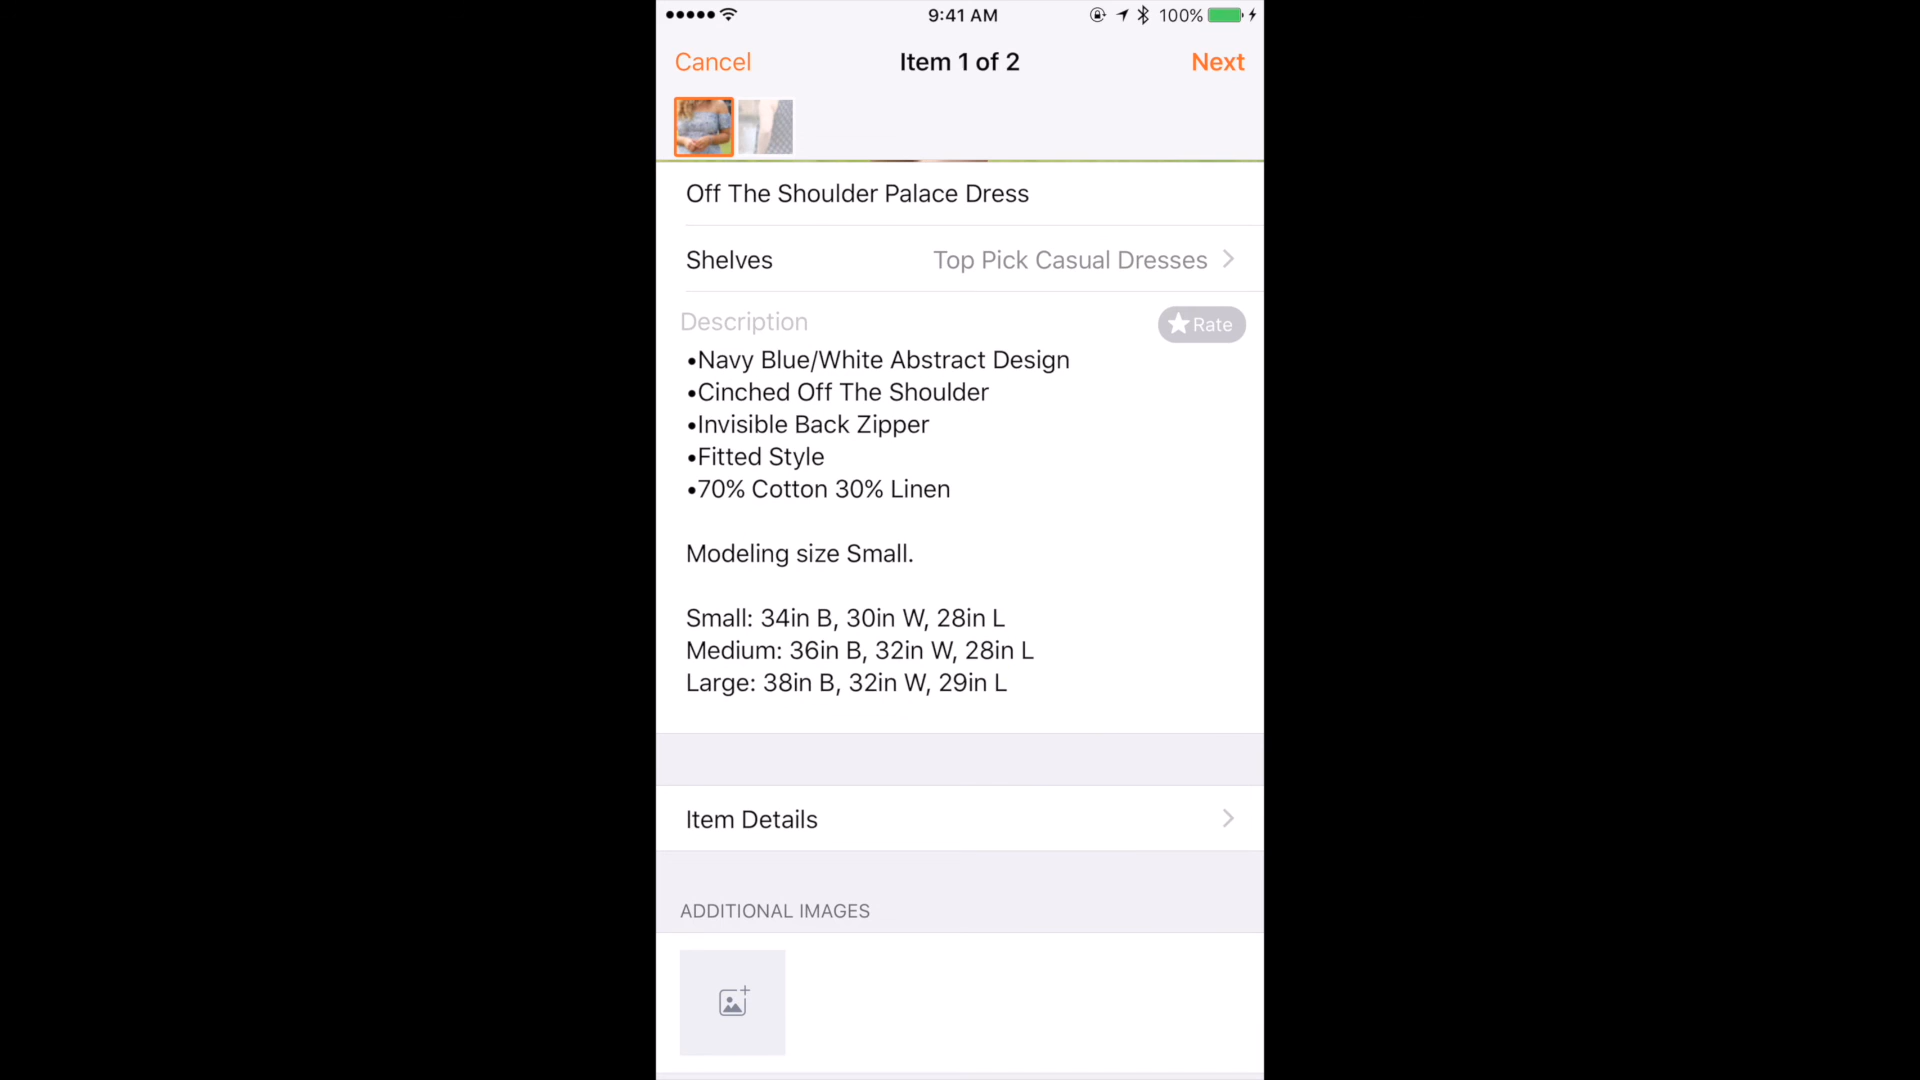 9:41 AM
100%
Cancel
Item 1 of 2
Next
Off The Shoulder Palace Dress
Shelves
Top Pick Casual Dresses
Description
Rate
•Navy Blue/White Abstract Design
•Cinched Off The Shoulder
•Invisible Back Zipper
•Fitted Style
•70% Cotton 30% Linen
Modeling size Small.
Small: 34in B, 30in W, 28in L
Medium: 36in B, 32in W, 28in L
Large: 38in B, 32in W, 29in L
Item Details
ADDITIONAL IMAGES